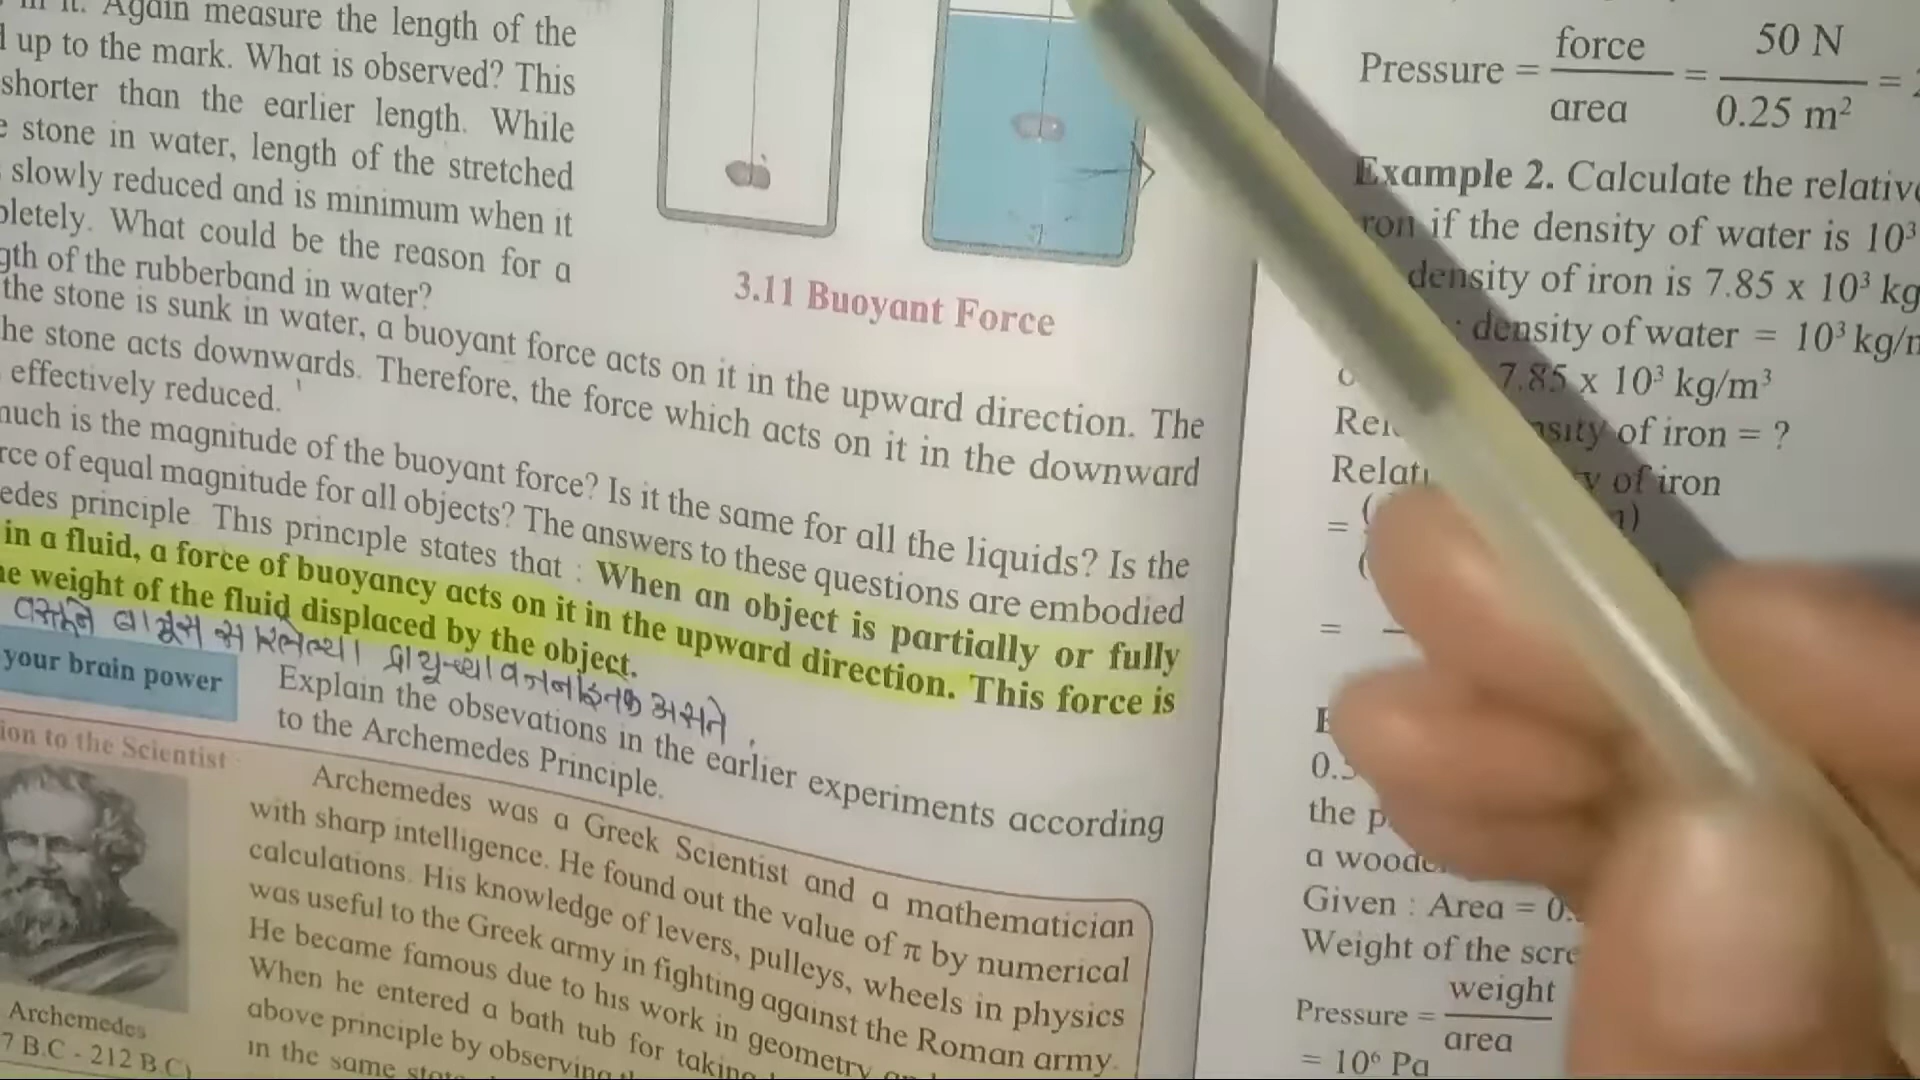 in it. Again measure the length of the
up to the mark. What is observed? This
shorter than the earlier length. While
stone in water, length of the stretched
slowly reduced and is minimum when it
pletely. What could be the reason for a
gth of the rubberband in water?
3.11 Buoyant Force
the stone is sunk in water, a buoyant force acts on it in the upward direction. The
he stone acts downwards. Therefore, the force which acts on it in the downward
effectively reduced.
much is the magnitude of the buoyant force? Is it the same for all the liquids? Is the
rce of equal magnitude for all objects? The answers to these questions are embodied
edes principle. This principle states that : When an object is partially or fully
in a fluid, a force of buoyancy acts on it in the upward direction. This force is
he weight of the fluid displaced by the object.
your brain power
Explain the obsevations in the earlier experiments according
to the Archemedes Principle.
ion to the Scientist
Archemedes was a Greek Scientist and a mathematician
with sharp intelligence. He found out the value of π by numerical
calculations. His knowledge of levers, pulleys, wheels in physics
was useful to the Greek army in fighting against the Roman army.
He became famous due to his work in geometry
When he entered a bath tub for taking
above principle by observing
in the same
Archemedes
7 B.C - 212 B.C)
Pressure = force / area = 50 N / 0.25 m² =
Example 2. Calculate the relative
iron if the density of water is 10³
density of iron is 7.85 x 10³ kg
density of water = 10³ kg/
7.85 x 10³ kg/m³
of iron = ?
of iron
=
=
0.
the
a
Given : Area = 0.
Weight of the
Pressure = weight / area
= 10⁶ Pa